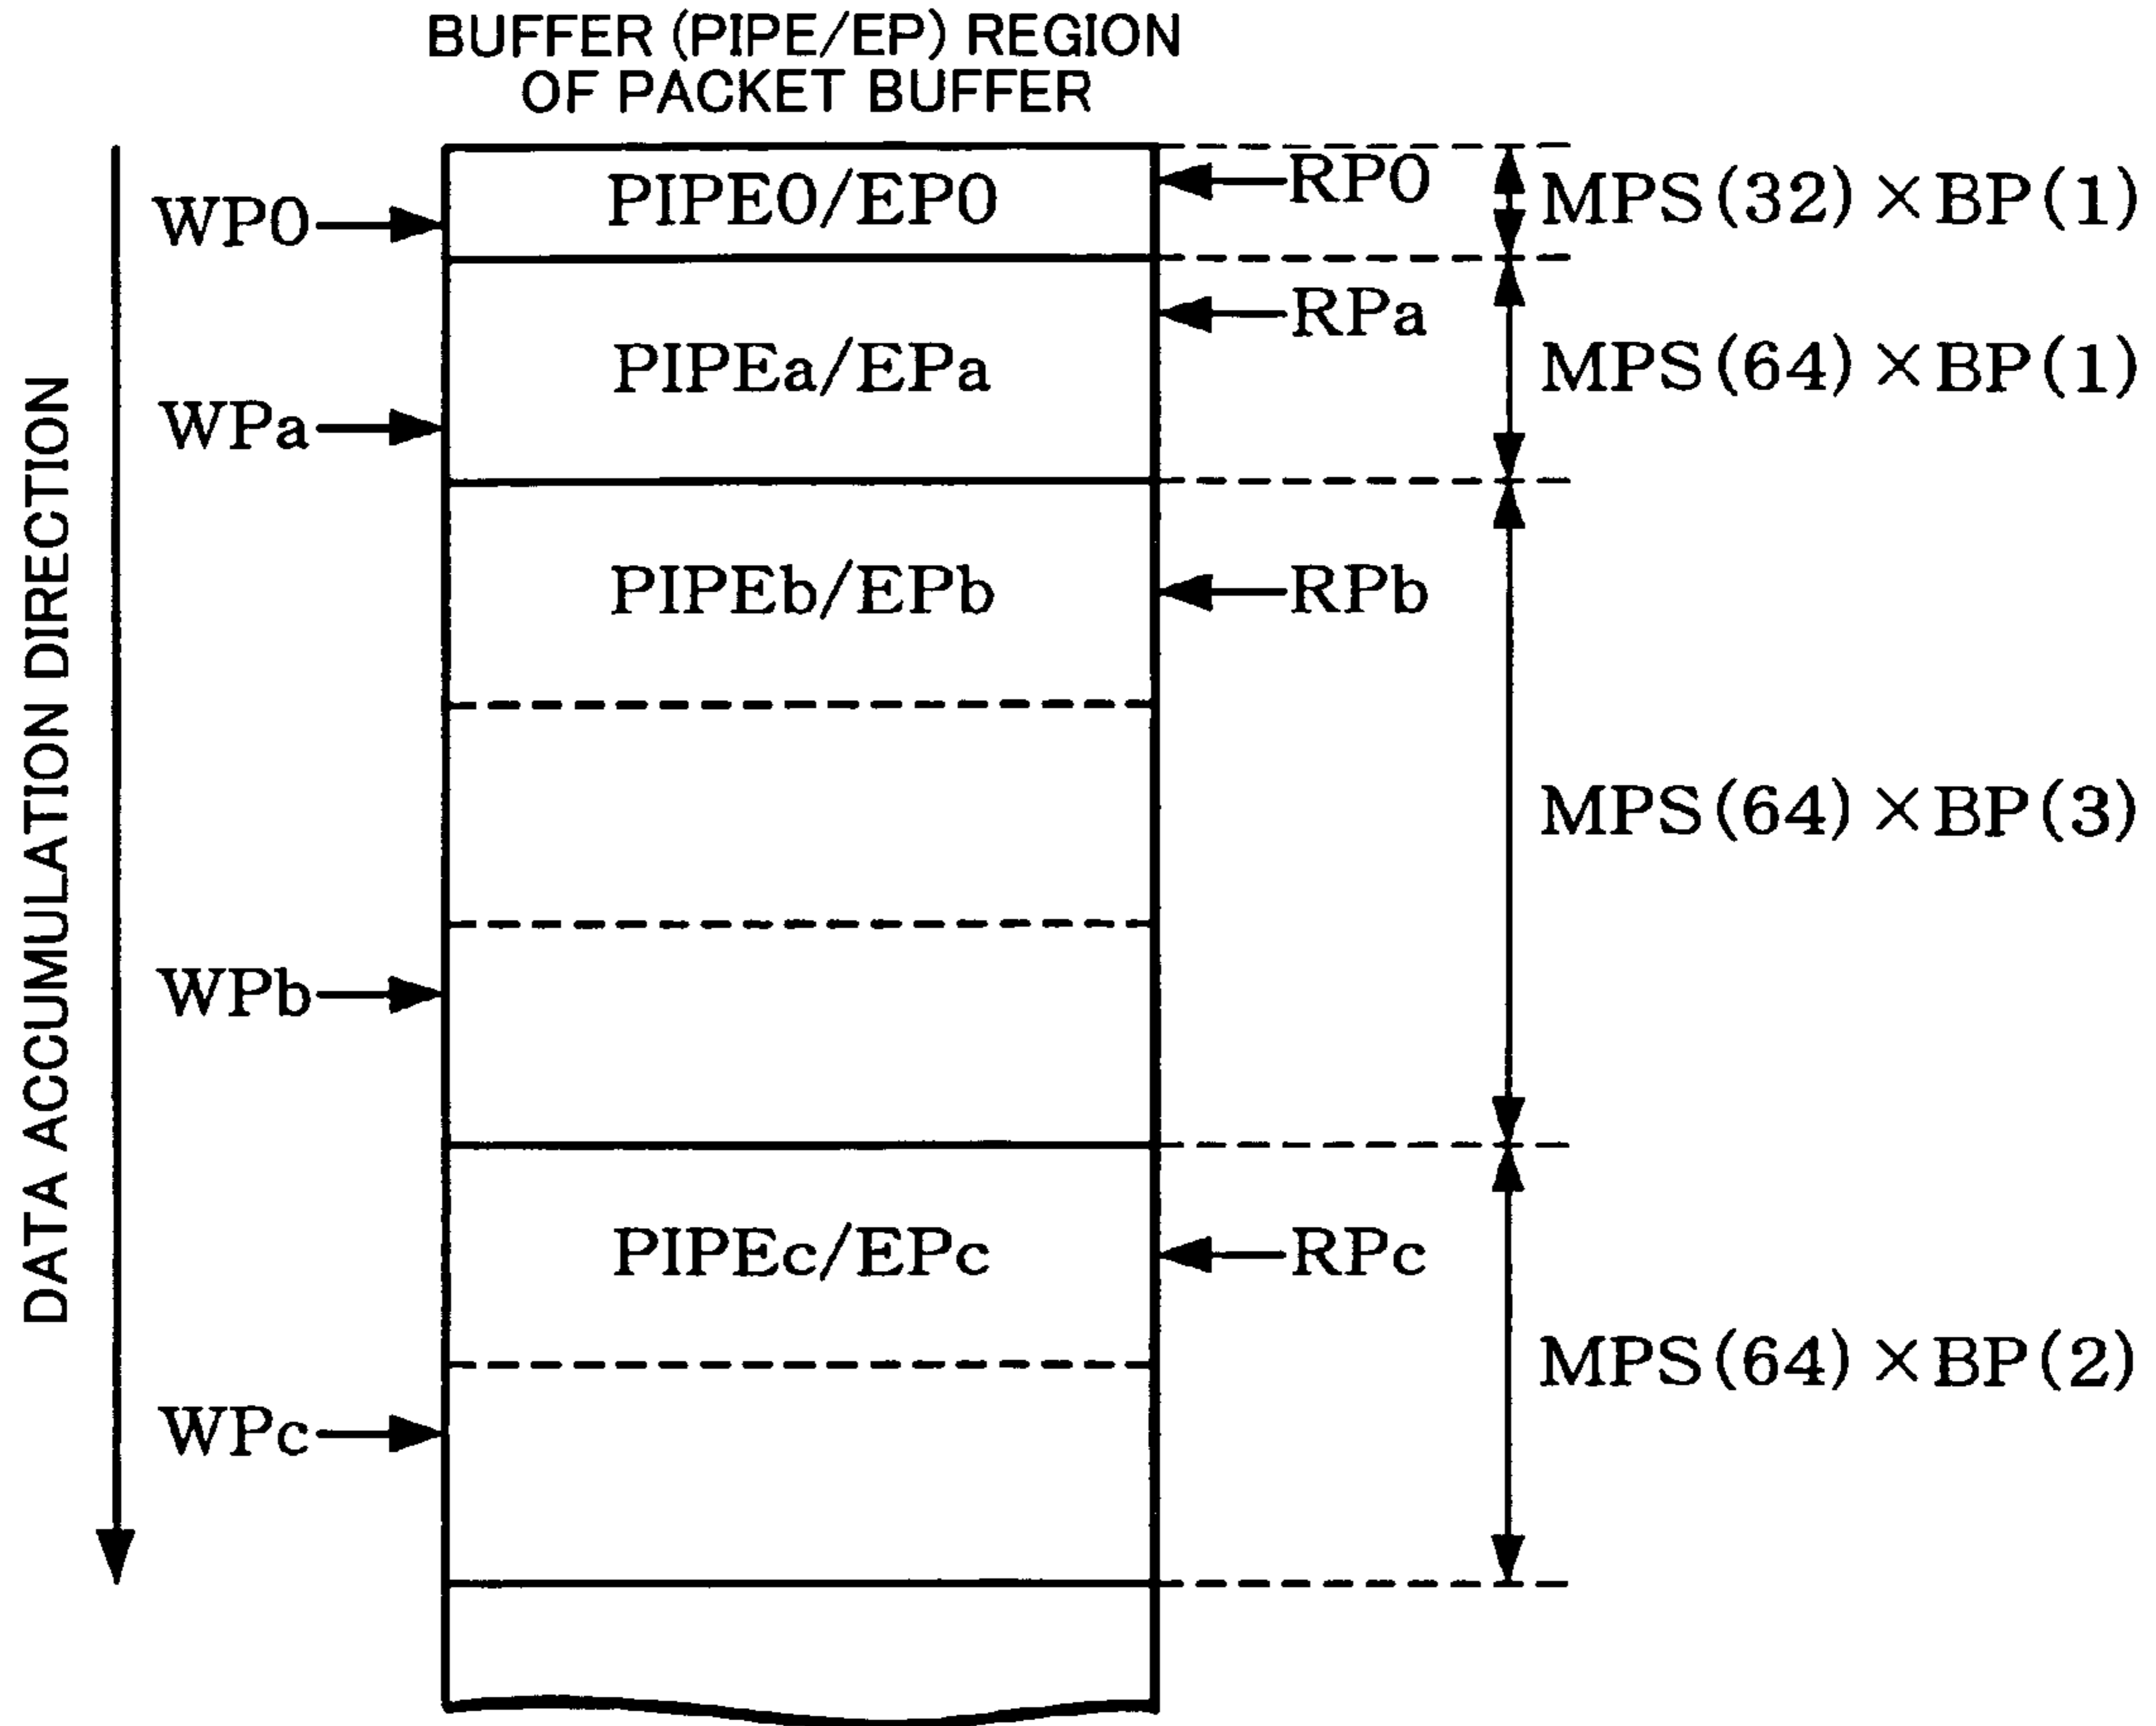 BUFFER (PIPE/EP) REGION
OF PACKET BUFFER
DATA ACCUMULATION DIRECTION
WP0
PIPE0/EP0
RP0
MPS(32)×BP(1)
RPa
PIPEa/EPa
MPS(64)×BP(1)
WPa
PIPEb/EPb
RPb
MPS(64)×BP(3)
WPb
PIPEc/EPc
RPc
MPS(64)×BP(2)
WPc